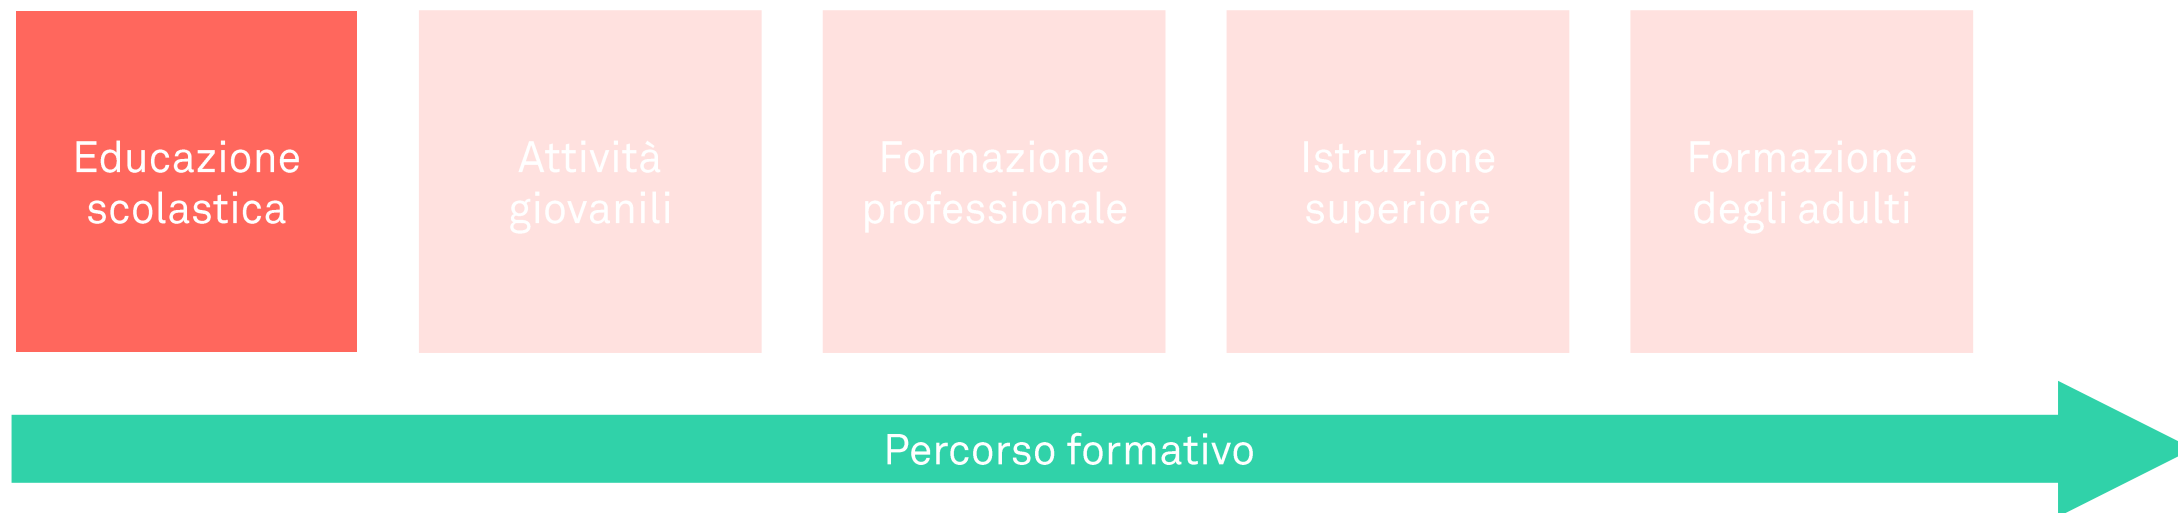 Educazione
scolastica
Attività
giovanili
Formazione
professionale
Istruzione
superiore
Formazione
degli adulti
Percorso formativo